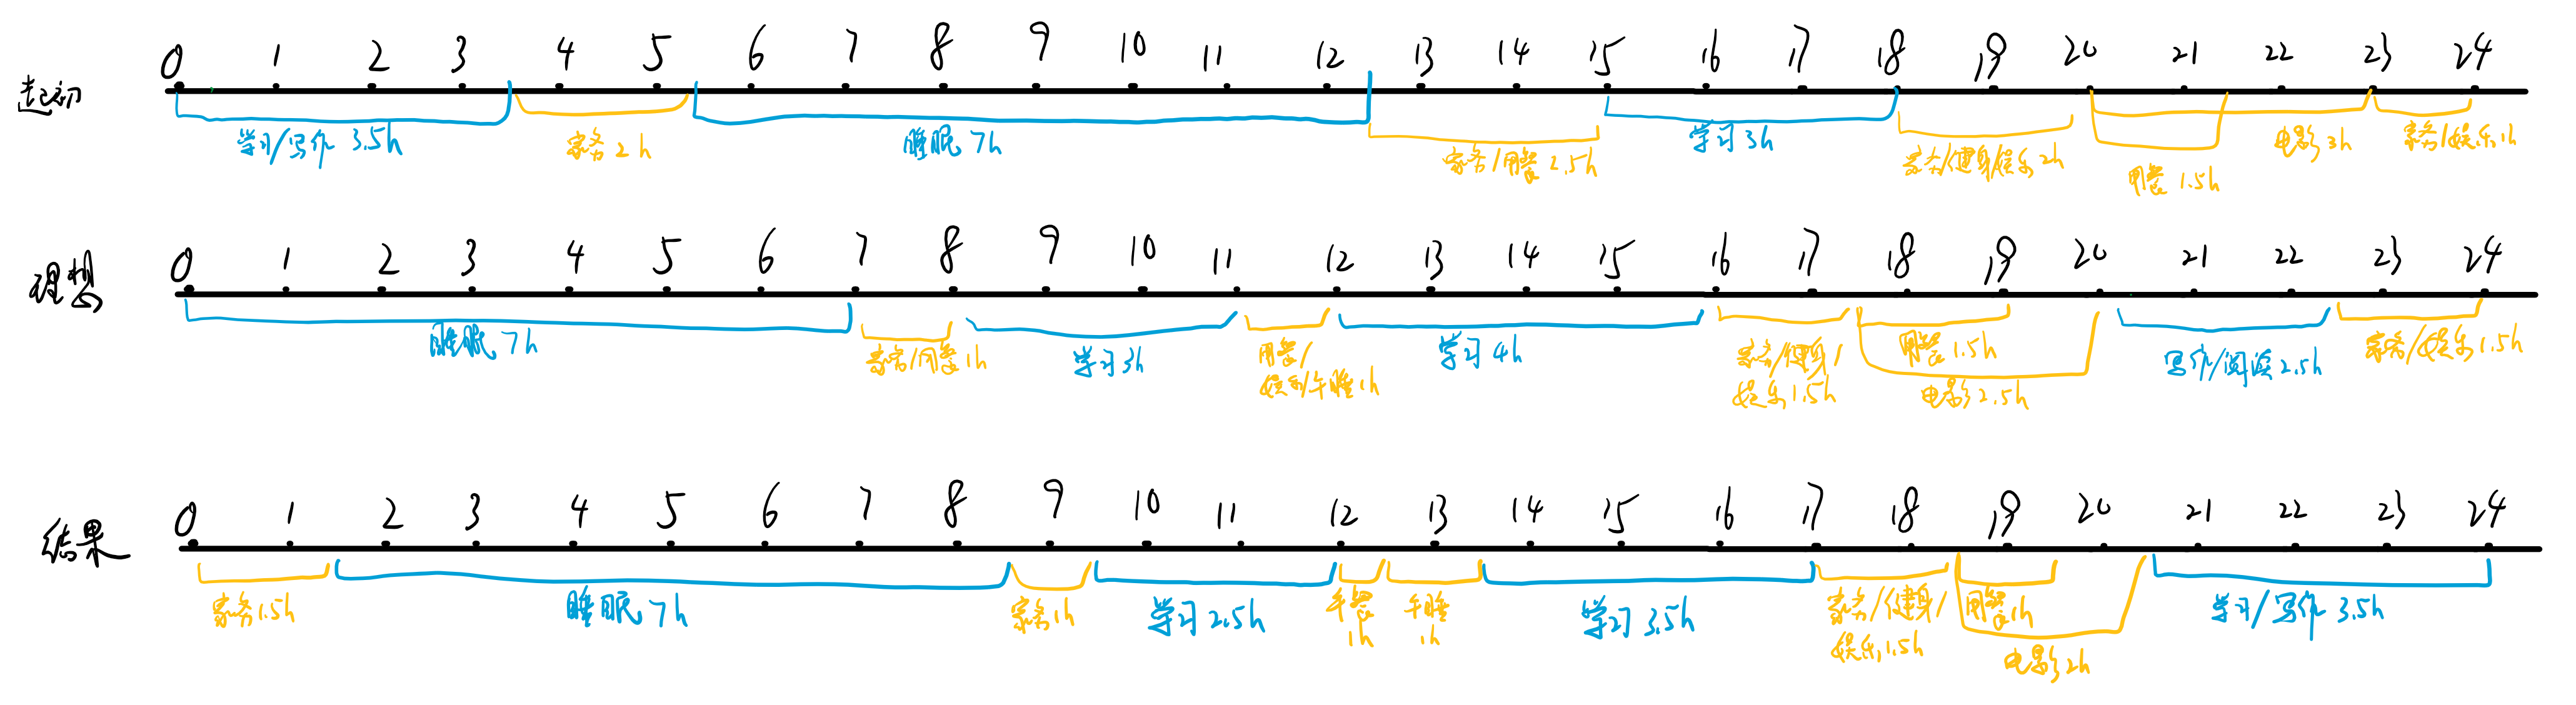 0 1 2 3 4 5 6 7 8 9 10 11 12 13 14 15 16 17 18 19 20 21 22 23 24
起初
学习/写作 3.5h 家务 2h 睡眠 7h 家务/用餐 2.5h 学习 3h 家务/健身/娱乐 2h 用餐 1.5h 电影 3h 家务/娱乐 1h
0 1 2 3 4 5 6 7 8 9 10 11 12 13 14 15 16 17 18 19 20 21 22 23 24
理想
睡眠 7h 家务/用餐 1h 学习 3h 用餐/
娱乐/午睡 1h 学习 4h 家务/健身/
娱乐 1.5h 用餐 1.5h
电影 2.5h 写作/阅读 2.5h 家务/娱乐 1.5h
0 1 2 3 4 5 6 7 8 9 10 11 12 13 14 15 16 17 18 19 20 21 22 23 24
结果
家务 1.5h 睡眠 7h 家务 1h 学习 2.5h 午餐
1h 午睡
1h 学习 3.5h 家务/健身/
娱乐 1.5h 用餐 1h
电影 2h 学习/写作 3.5h